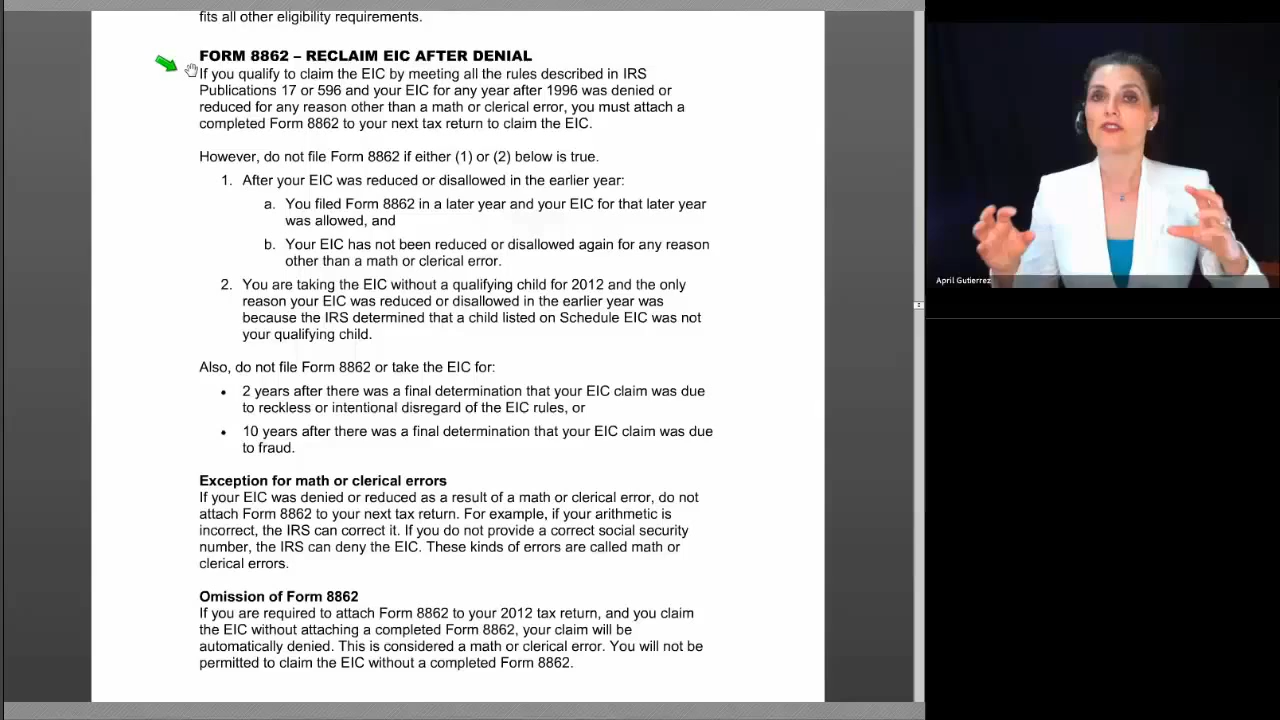 fits all other eligibility requirements.
FORM 8862 – RECLAIM EIC AFTER DENIAL
If you qualify to claim the EIC by meeting all the rules described in IRS
Publications 17 or 596 and your EIC for any year after 1996 was denied or
reduced for any reason other than a math or clerical error, you must attach a
completed Form 8862 to your next tax return to claim the EIC.
However, do not file Form 8862 if either (1) or (2) below is true.
1. After your EIC was reduced or disallowed in the earlier year:
a. You filed Form 8862 in a later year and your EIC for that later year
was allowed, and
b. Your EIC has not been reduced or disallowed again for any reason
other than a math or clerical error.
2. You are taking the EIC without a qualifying child for 2012 and the only
reason your EIC was reduced or disallowed in the earlier year was
because the IRS determined that a child listed on Schedule EIC was not
your qualifying child.
Also, do not file Form 8862 or take the EIC for:
• 2 years after there was a final determination that your EIC claim was due
to reckless or intentional disregard of the EIC rules, or
• 10 years after there was a final determination that your EIC claim was due
to fraud.
Exception for math or clerical errors
If your EIC was denied or reduced as a result of a math or clerical error, do not
attach Form 8862 to your next tax return. For example, if your arithmetic is
incorrect, the IRS can correct it. If you do not provide a correct social security
number, the IRS can deny the EIC. These kinds of errors are called math or
clerical errors.
Omission of Form 8862
If you are required to attach Form 8862 to your 2012 tax return, and you claim
the EIC without attaching a completed Form 8862, your claim will be
automatically denied. This is considered a math or clerical error. You will not be
permitted to claim the EIC without a completed Form 8862.
April Gutierrez